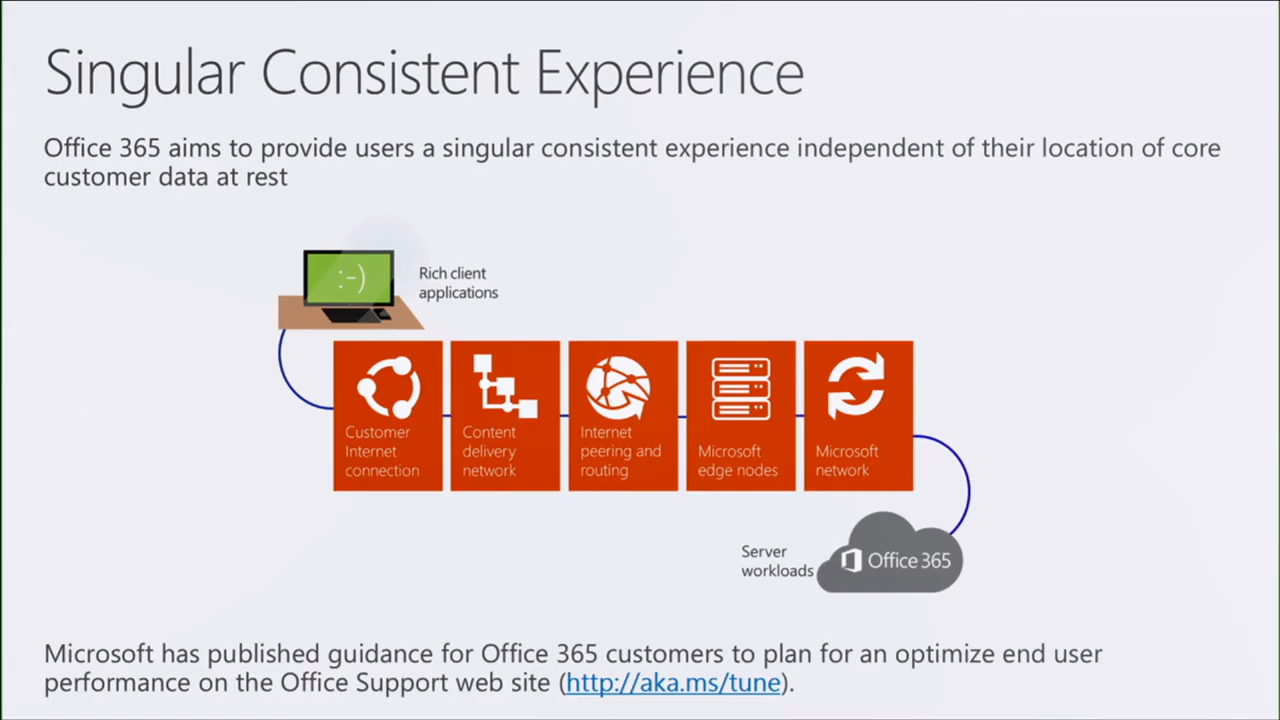 Singular Consistent Experience
Office 365 aims to provide users a singular consistent experience independent of their location of core
customer data at rest
:-)
Rich client
applications
Customer
Internet
connection
Content
delivery
network
Internet
peering and
routing
Microsoft
edge nodes
Microsoft
network
Server
workloads
Office 365
Microsoft has published guidance for Office 365 customers to plan for an optimize end user
performance on the Office Support web site (http://aka.ms/tune).